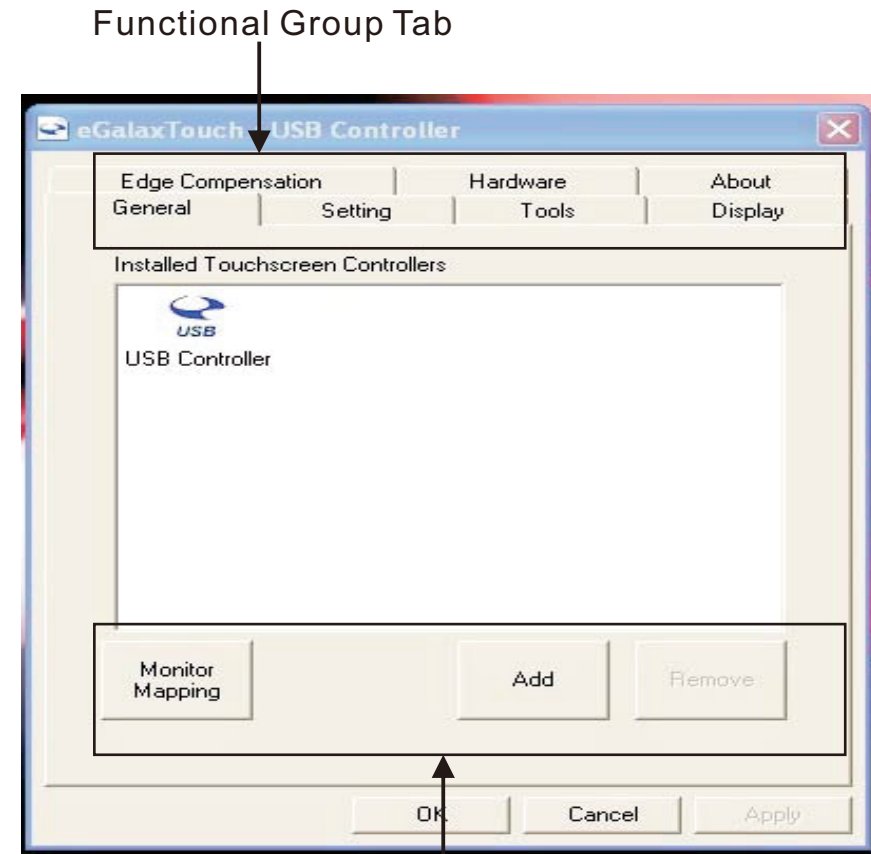 Functional Group Tab
eGalaxTouch : USB Controller
Edge Compensation Hardware About
General Setting Tools Display
Installed Touchscreen Controllers
USB
USB Controller
Monitor
Mapping
Add
Remove
OK Cancel Apply